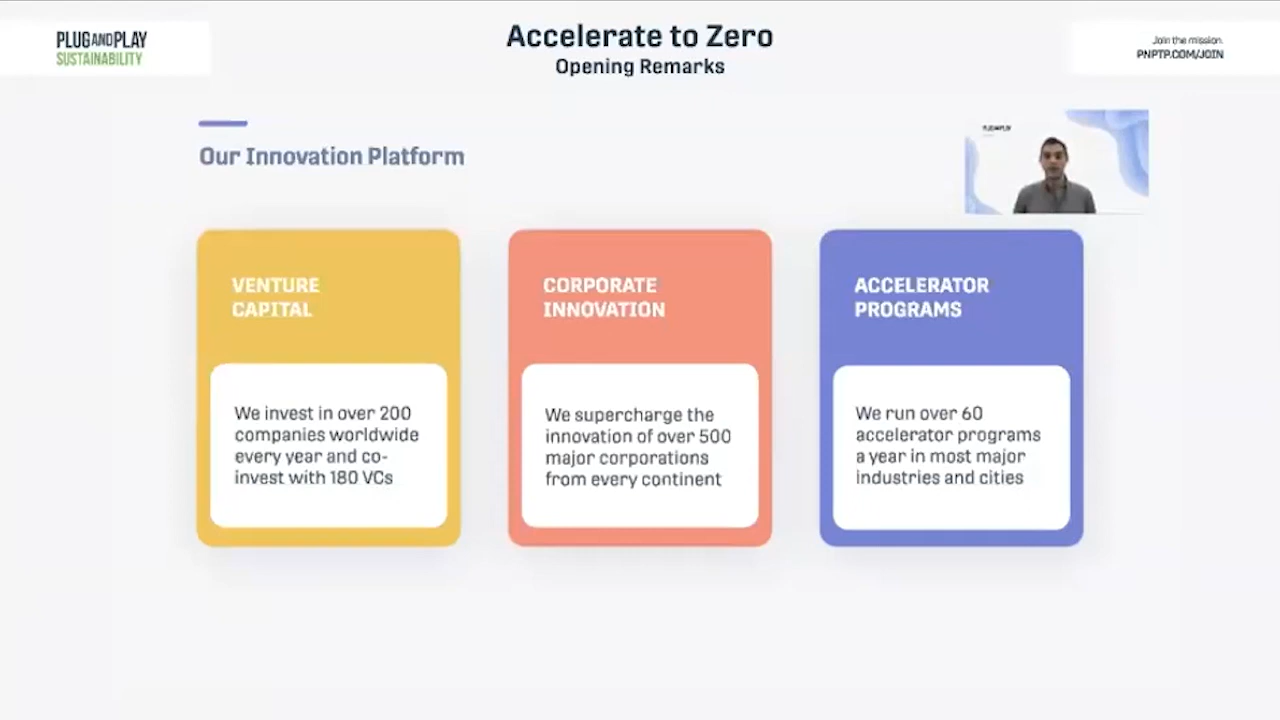 PLUGANDPLAY
SUSTAINABILITY
Accelerate to Zero
Opening Remarks
Join the mission.
PNPTP.COM/JOIN
Our Innovation Platform
PLUGANDPLAY
VENTURE
CAPITAL
We invest in over 200
companies worldwide
every year and co-
invest with 180 VCs
CORPORATE
INNOVATION
We supercharge the
innovation of over 500
major corporations
from every continent
ACCELERATOR
PROGRAMS
We run over 60
accelerator programs
a year in most major
industries and cities